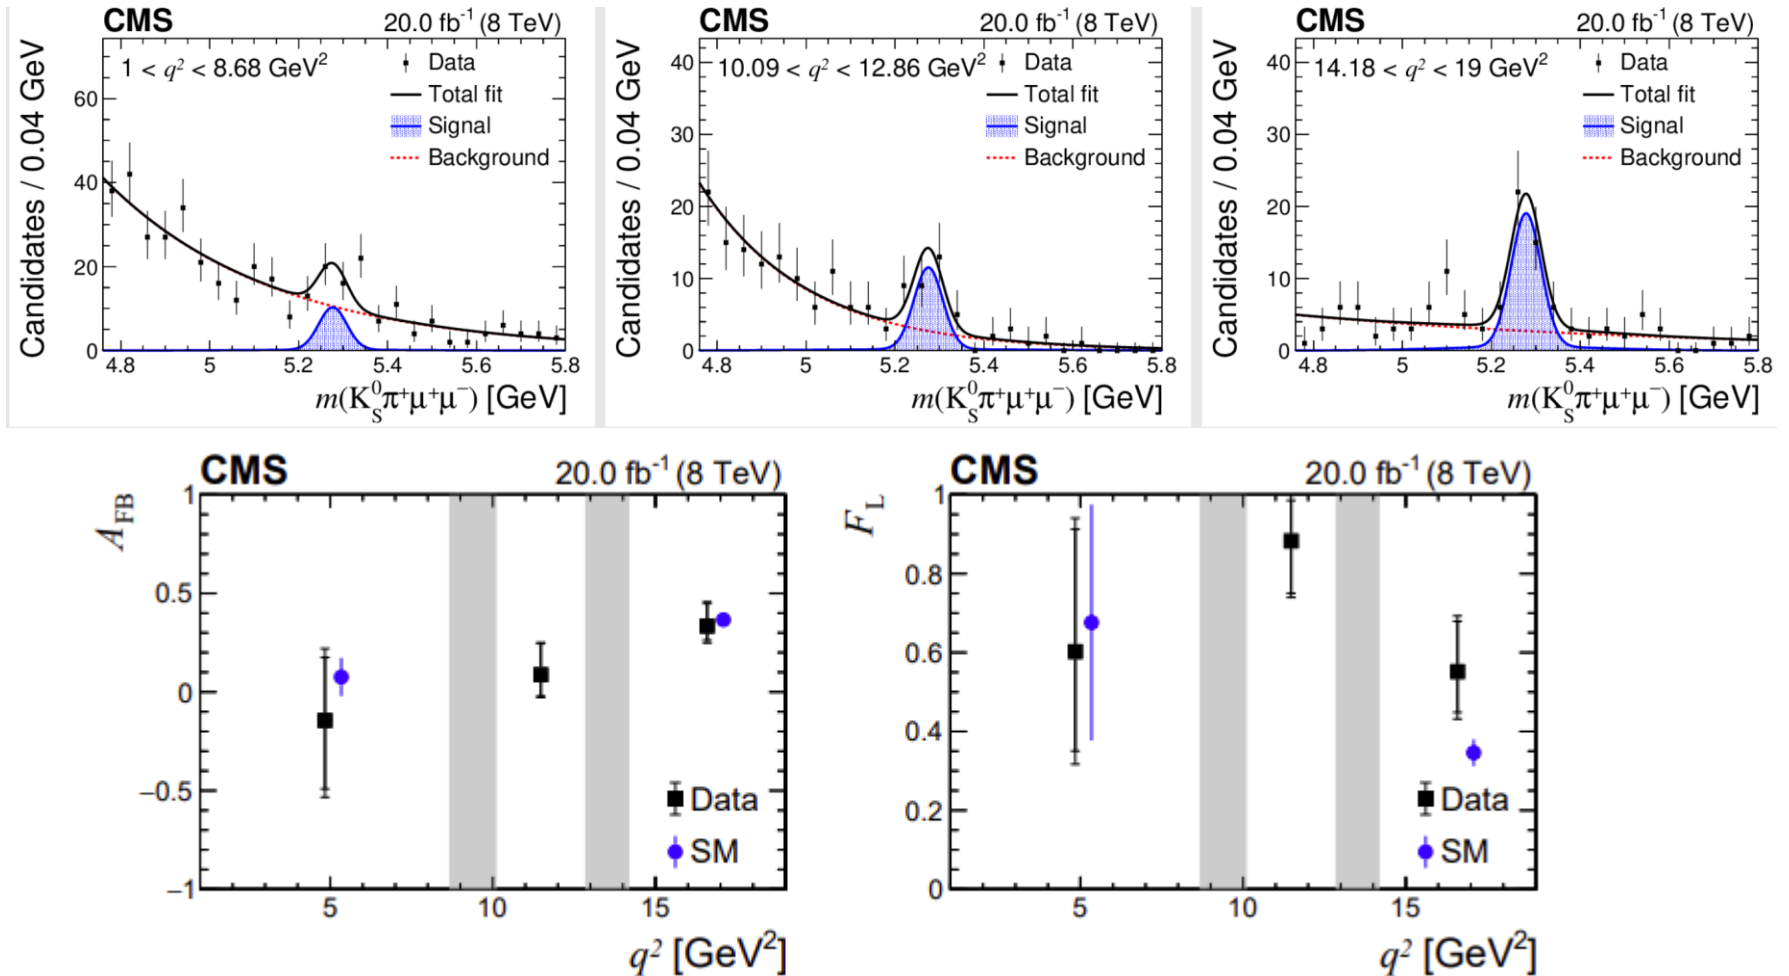 CMS 20.0 fb⁻¹ (8 TeV)
1 < q² < 8.68 GeV²
Data
Total fit
Signal
Background
Candidates / 0.04 GeV
60
40
20
0
4.8 5 5.2 5.4 5.6 5.8
m(K⁰_Sπ⁺μ⁺μ⁻) [GeV]
CMS 20.0 fb⁻¹ (8 TeV)
10.09 < q² < 12.86 GeV²
Data
Total fit
Signal
Background
Candidates / 0.04 GeV
40
30
20
10
0
4.8 5 5.2 5.4 5.6 5.8
m(K⁰_Sπ⁺μ⁺μ⁻) [GeV]
CMS 20.0 fb⁻¹ (8 TeV)
14.18 < q² < 19 GeV²
Data
Total fit
Signal
Background
Candidates / 0.04 GeV
40
30
20
10
0
4.8 5 5.2 5.4 5.6 5.8
m(K⁰_Sπ⁺μ⁺μ⁻) [GeV]
CMS 20.0 fb⁻¹ (8 TeV)
A_FB
1
0.5
0
−0.5
−1
Data
SM
5 10 15
q² [GeV²]
CMS 20.0 fb⁻¹ (8 TeV)
F_L
1
0.8
0.6
0.4
0.2
0
Data
SM
5 10 15
q² [GeV²]